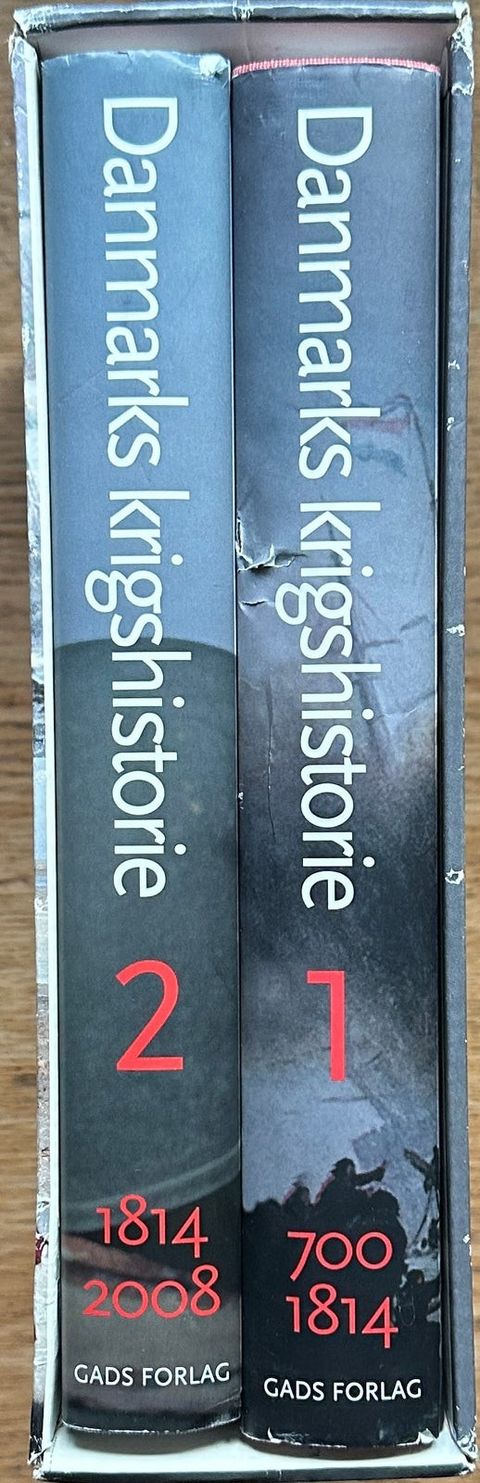 Danmarks krigshistorie
2
1814
2008
GADS FORLAG
Danmarks krigshistorie
1
700
1814
GADS FORLAG